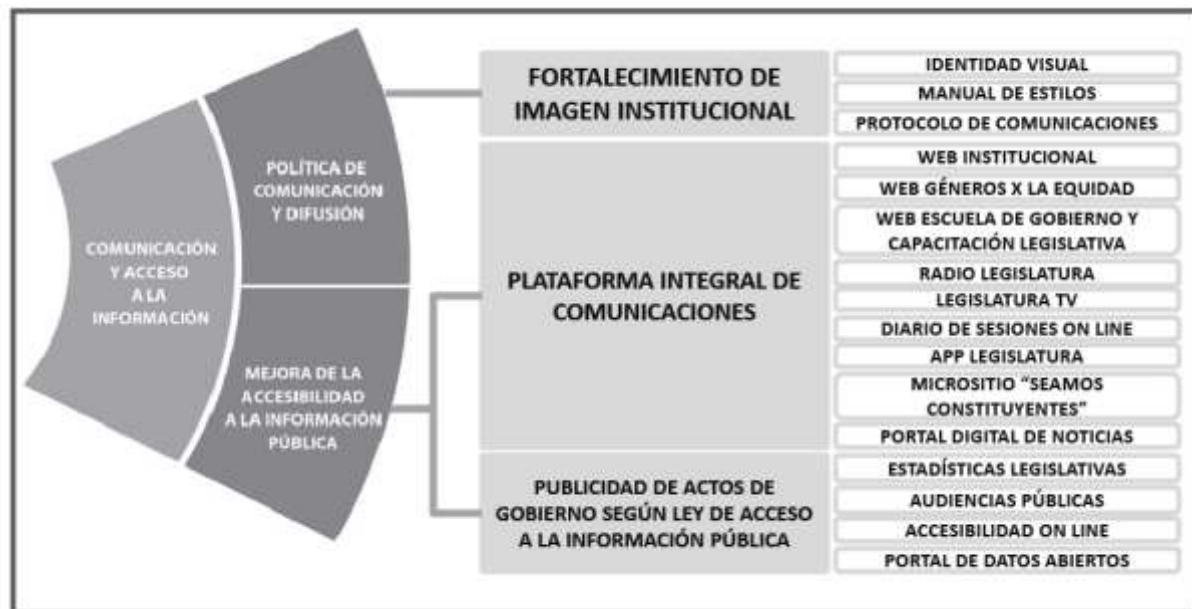 COMUNICACIÓN
Y ACCESO
A LA
INFORMACIÓN
POLÍTICA DE
COMUNICACIÓN
Y DIFUSIÓN
MEJORA DE LA
ACCESIBILIDAD
A LA INFORMACIÓN
PÚBLICA
FORTALECIMIENTO DE
IMAGEN INSTITUCIONAL
IDENTIDAD VISUAL
MANUAL DE ESTILOS
PROTOCOLO DE COMUNICACIONES
PLATAFORMA INTEGRAL DE
COMUNICACIONES
WEB INSTITUCIONAL
WEB GÉNEROS X LA EQUIDAD
WEB ESCUELA DE GOBIERNO Y
CAPACITACIÓN LEGISLATIVA
RADIO LEGISLATURA
LEGISLATURA TV
DIARIO DE SESIONES ON LINE
APP LEGISLATURA
MICROSITIO “SEAMOS
CONSTITUYENTES”
PORTAL DIGITAL DE NOTICIAS
PUBLICIDAD DE ACTOS DE
GOBIERNO SEGÚN LEY DE ACCESO
A LA INFORMACIÓN PÚBLICA
ESTADÍSTICAS LEGISLATIVAS
AUDIENCIAS PÚBLICAS
ACCESIBILIDAD ON LINE
PORTAL DE DATOS ABIERTOS